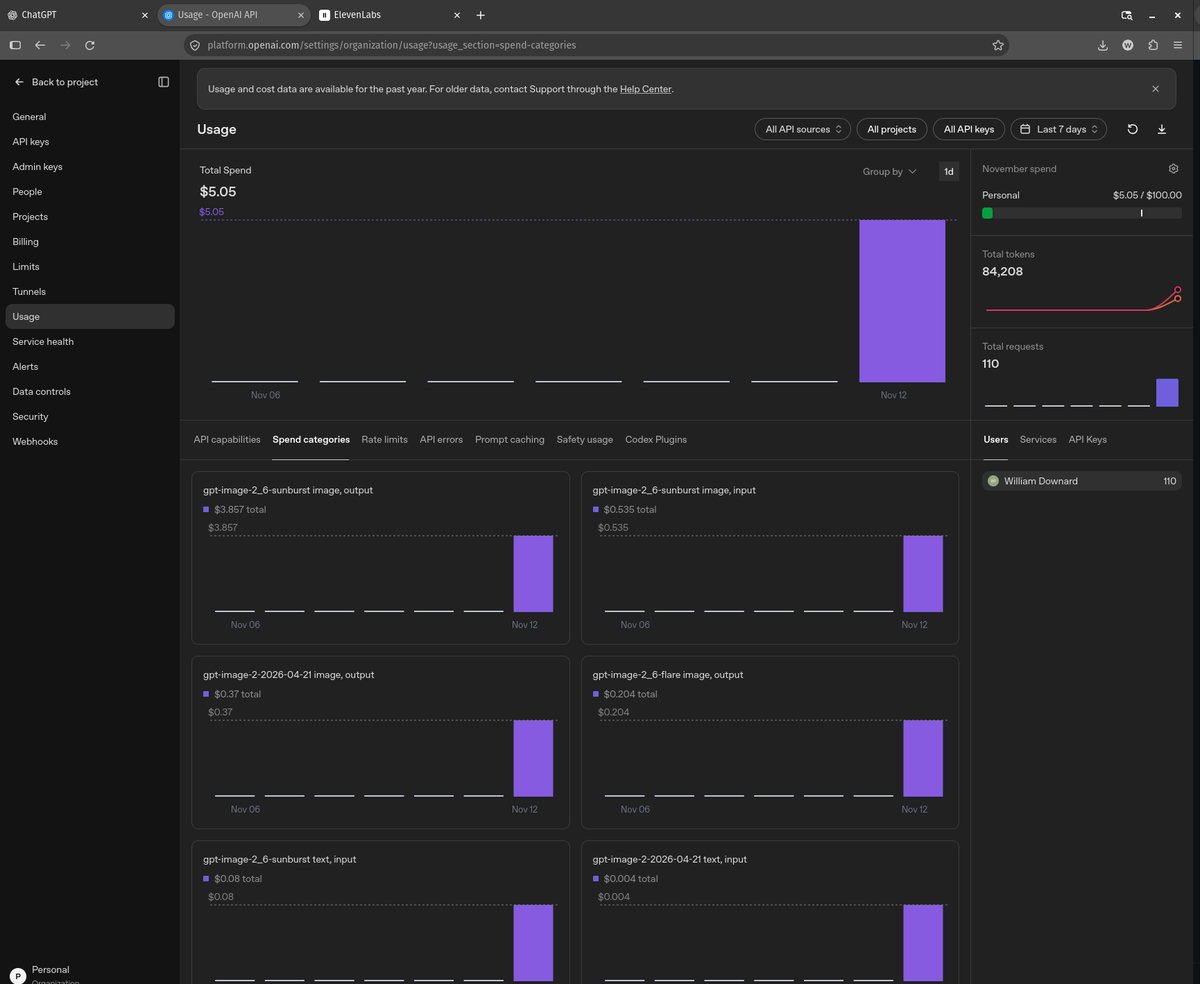 ChatGPT
Usage - OpenAI API
ElevenLabs
platform.openai.com/settings/organization/usage?usage_section=spend-categories
W
Back to project
General
API keys
Admin keys
People
Projects
Billing
Limits
Tunnels
Usage
Service health
Alerts
Data controls
Security
Webhooks
P
Personal
Organization
Usage and cost data are available for the past year. For older data, contact Support through the Help Center.
Usage
All API sources
All projects
All API keys
Last 7 days
Total Spend
$5.05
$5.05
Group by
1d
Nov 06
Nov 12
November spend
Personal
$5.05 / $100.00
Total tokens
84,208
Total requests
110
API capabilities
Spend categories
Rate limits
API errors
Prompt caching
Safety usage
Codex Plugins
Users
Services
API Keys
William Downard
110
gpt-image-2_6-sunburst image, output
$3.857 total
$3.857
Nov 06
Nov 12
gpt-image-2_6-sunburst image, input
$0.535 total
$0.535
Nov 06
Nov 12
gpt-image-2-2026-04-21 image, output
$0.37 total
$0.37
Nov 06
Nov 12
gpt-image-2_6-flare image, output
$0.204 total
$0.204
Nov 06
Nov 12
gpt-image-2_6-sunburst text, input
$0.08 total
$0.08
gpt-image-2-2026-04-21 text, input
$0.004 total
$0.004